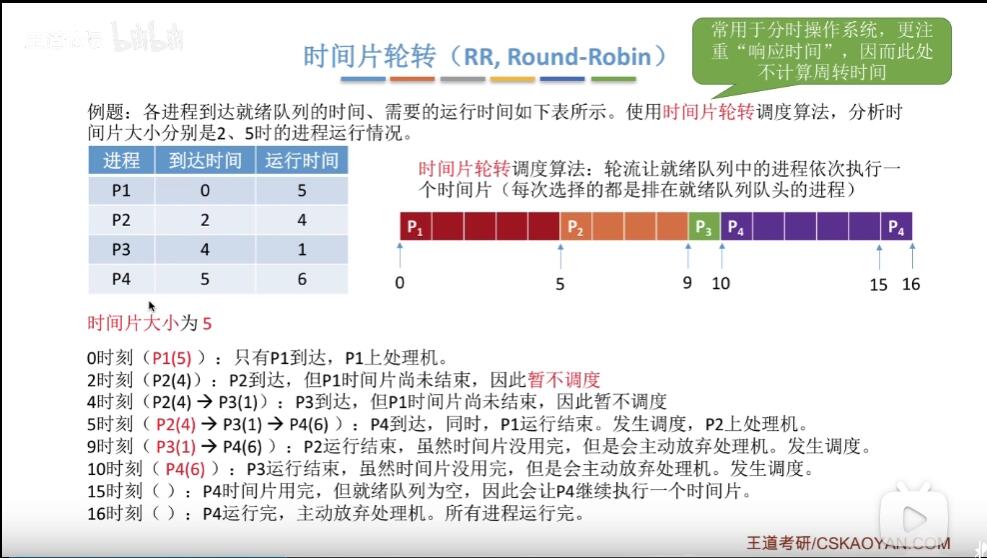 时间片轮转（RR, Round-Robin）
常用于分时操作系统，更注
重“响应时间”，因而此处
不计算周转时间
例题：各进程到达就绪队列的时间、需要的运行时间如下表所示。使用时间片轮转调度算法，分析时
间片大小分别是2、5时的进程运行情况。
进程 到达时间 运行时间
P1 0 5
P2 2 4
P3 4 1
P4 5 6
时间片轮转调度算法：轮流让就绪队列中的进程依次执行一
个时间片（每次选择的都是排在就绪队列队头的进程）
P1 P2 P3 P4 P4
0 5 9 10 15 16
时间片大小为 5
0时刻（P1(5) ）：只有P1到达，P1上处理机。
2时刻（P2(4)）：P2到达，但P1时间片尚未结束，因此暂不调度
4时刻（P2(4) → P3(1)）：P3到达，但P1时间片尚未结束，因此暂不调度
5时刻（ P2(4) → P3(1) → P4(6) ）：P4到达，同时，P1运行结束。发生调度，P2上处理机。
9时刻（ P3(1) → P4(6) ）：P2运行结束，虽然时间片没用完，但是会主动放弃处理机。发生调度。
10时刻（ P4(6) ）：P3运行结束，虽然时间片没用完，但是会主动放弃处理机。发生调度。
15时刻（ ）：P4时间片用完，但就绪队列为空，因此会让P4继续执行一个时间片。
16时刻（ ）：P4运行完，主动放弃处理机。所有进程运行完。
王道考研/CSKAOYAN.COM